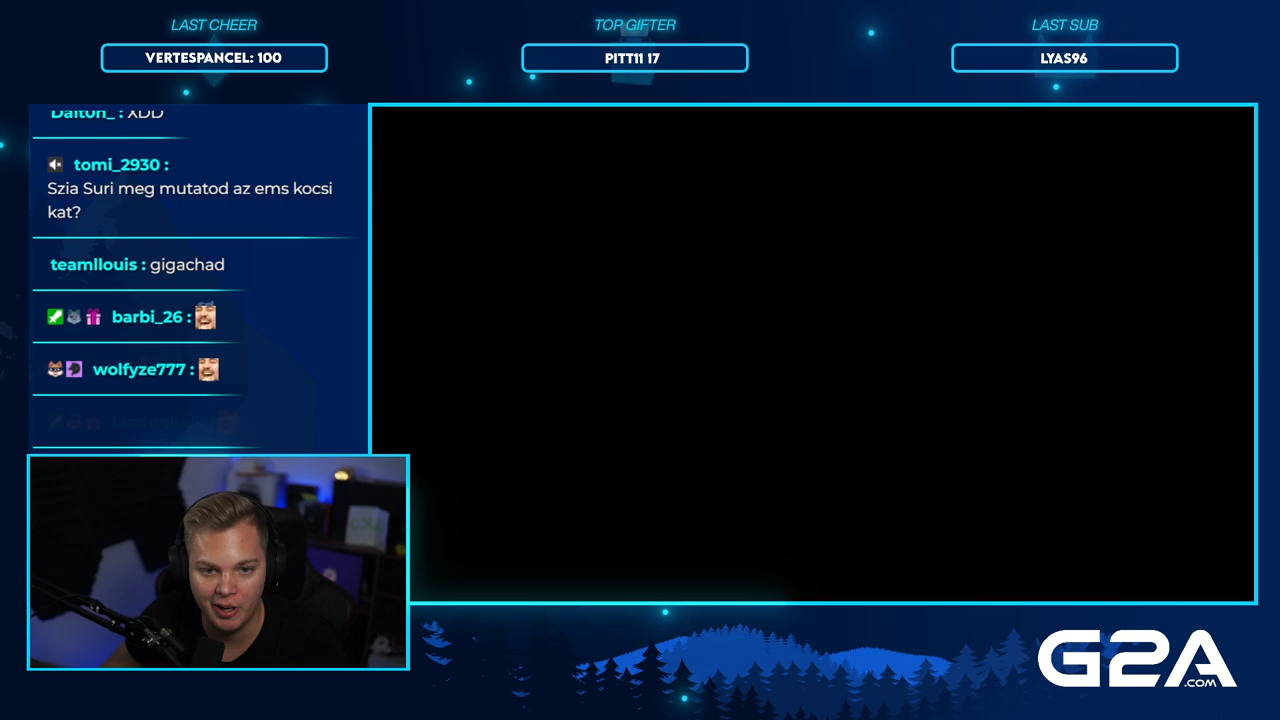 LAST CHEER
TOP GIFTER
LAST SUB
VERTESPANCEL: 100
PITT11 17
LYAS96
Dalton_ : XDD
tomi_2930 :
Szia Suri meg mutatod az ems kocsi
kat?
teamllouis : gigachad
barbi_26 :
wolfyze777 :
G2A
.COM